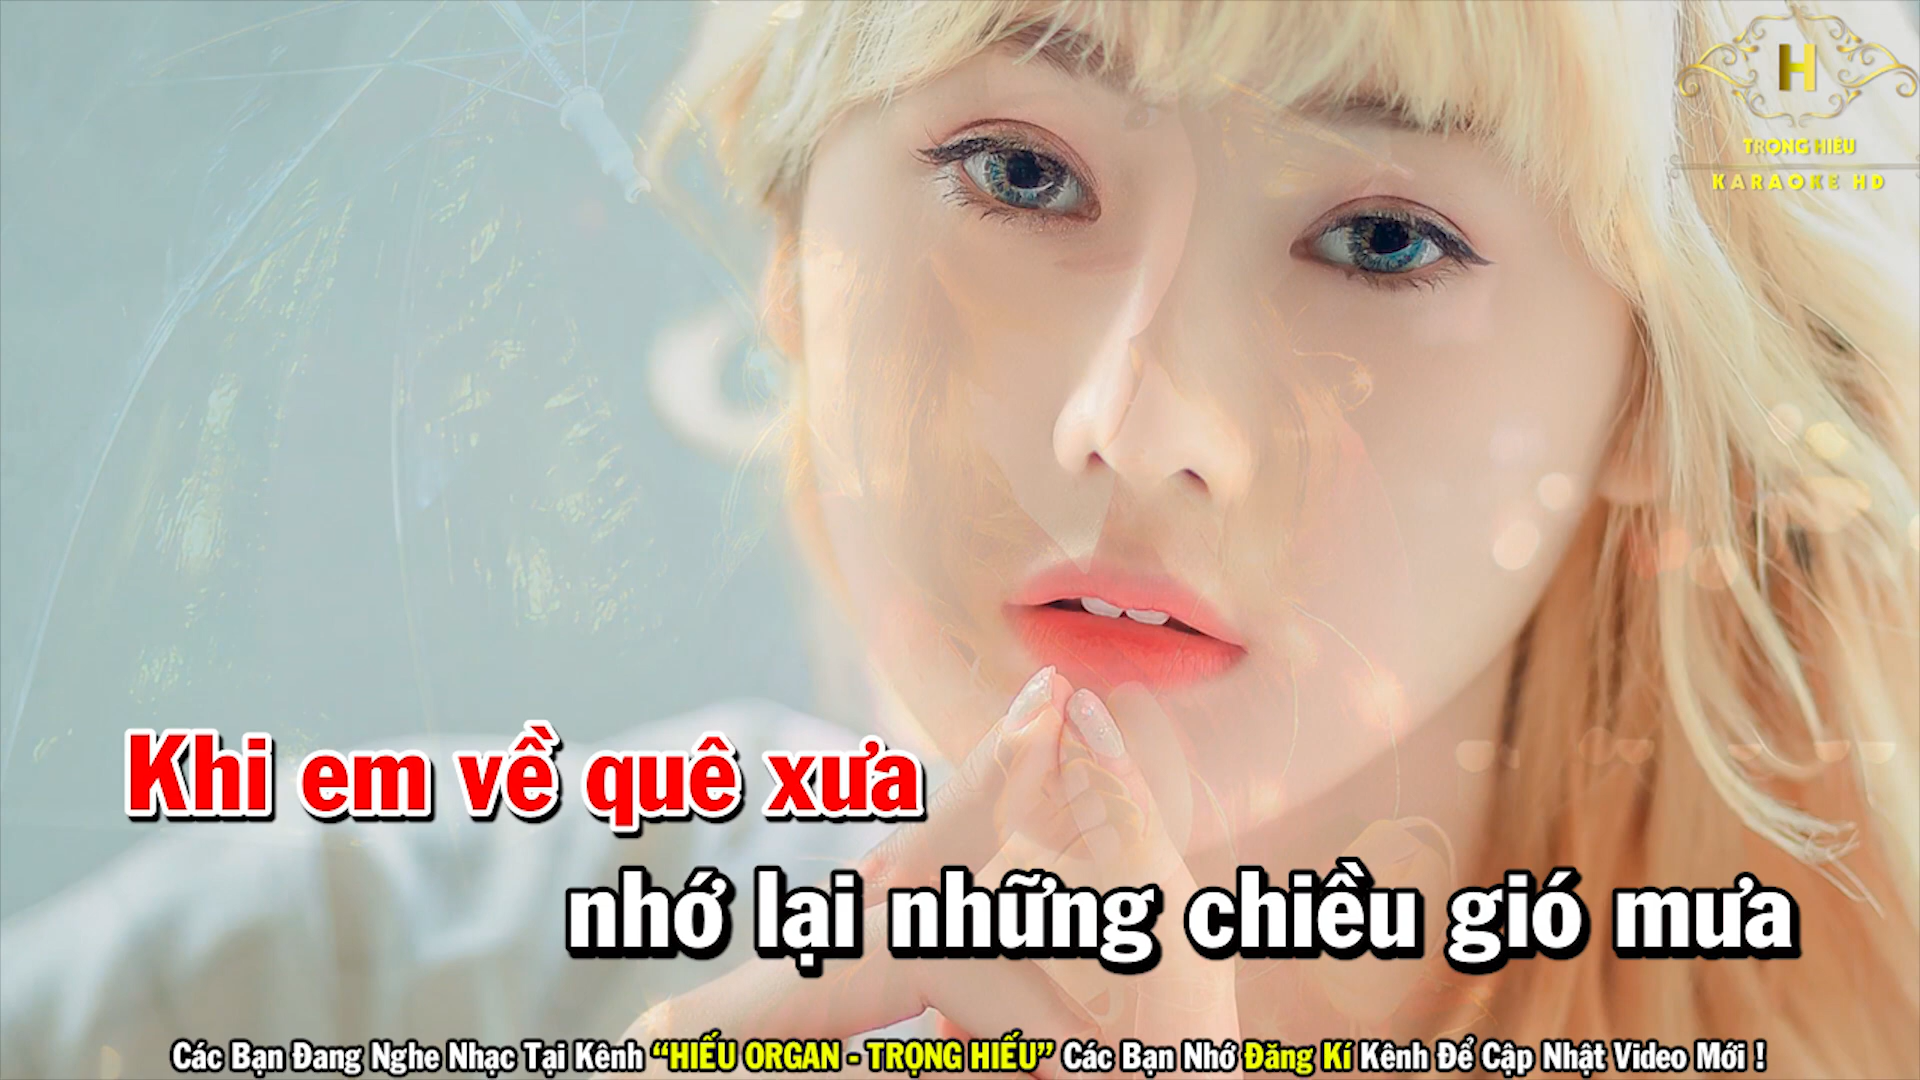 H
TRỌNG HIẾU
KARAOKE HD
Khi em về quê xưa
nhớ lại những chiều gió mưa
Các Bạn Đang Nghe Nhạc Tại Kênh “HIẾU ORGAN - TRỌNG HIẾU” Các Bạn Nhớ Đăng Kí Kênh Để Cập Nhật Video Mới !